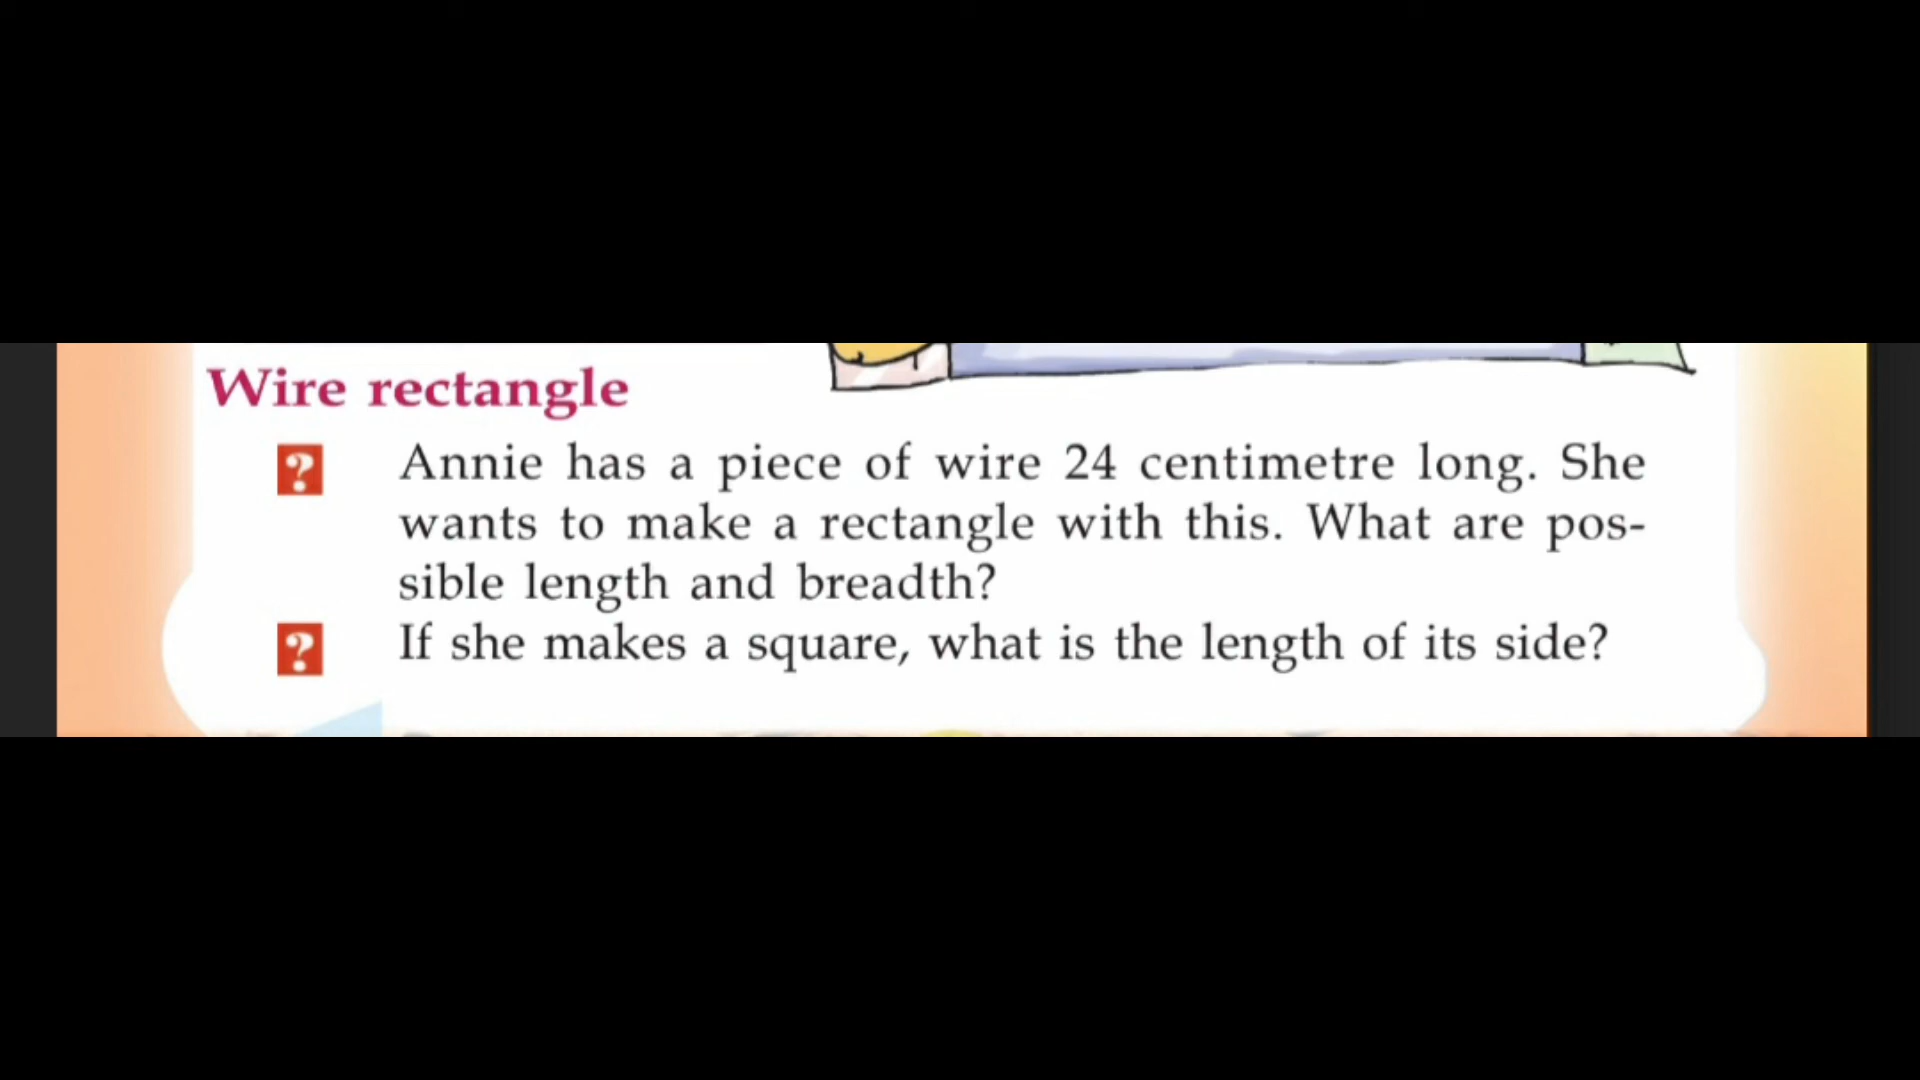 Wire rectangle
? Annie has a piece of wire 24 centimetre long. She
wants to make a rectangle with this. What are pos-
sible length and breadth?
? If she makes a square, what is the length of its side?